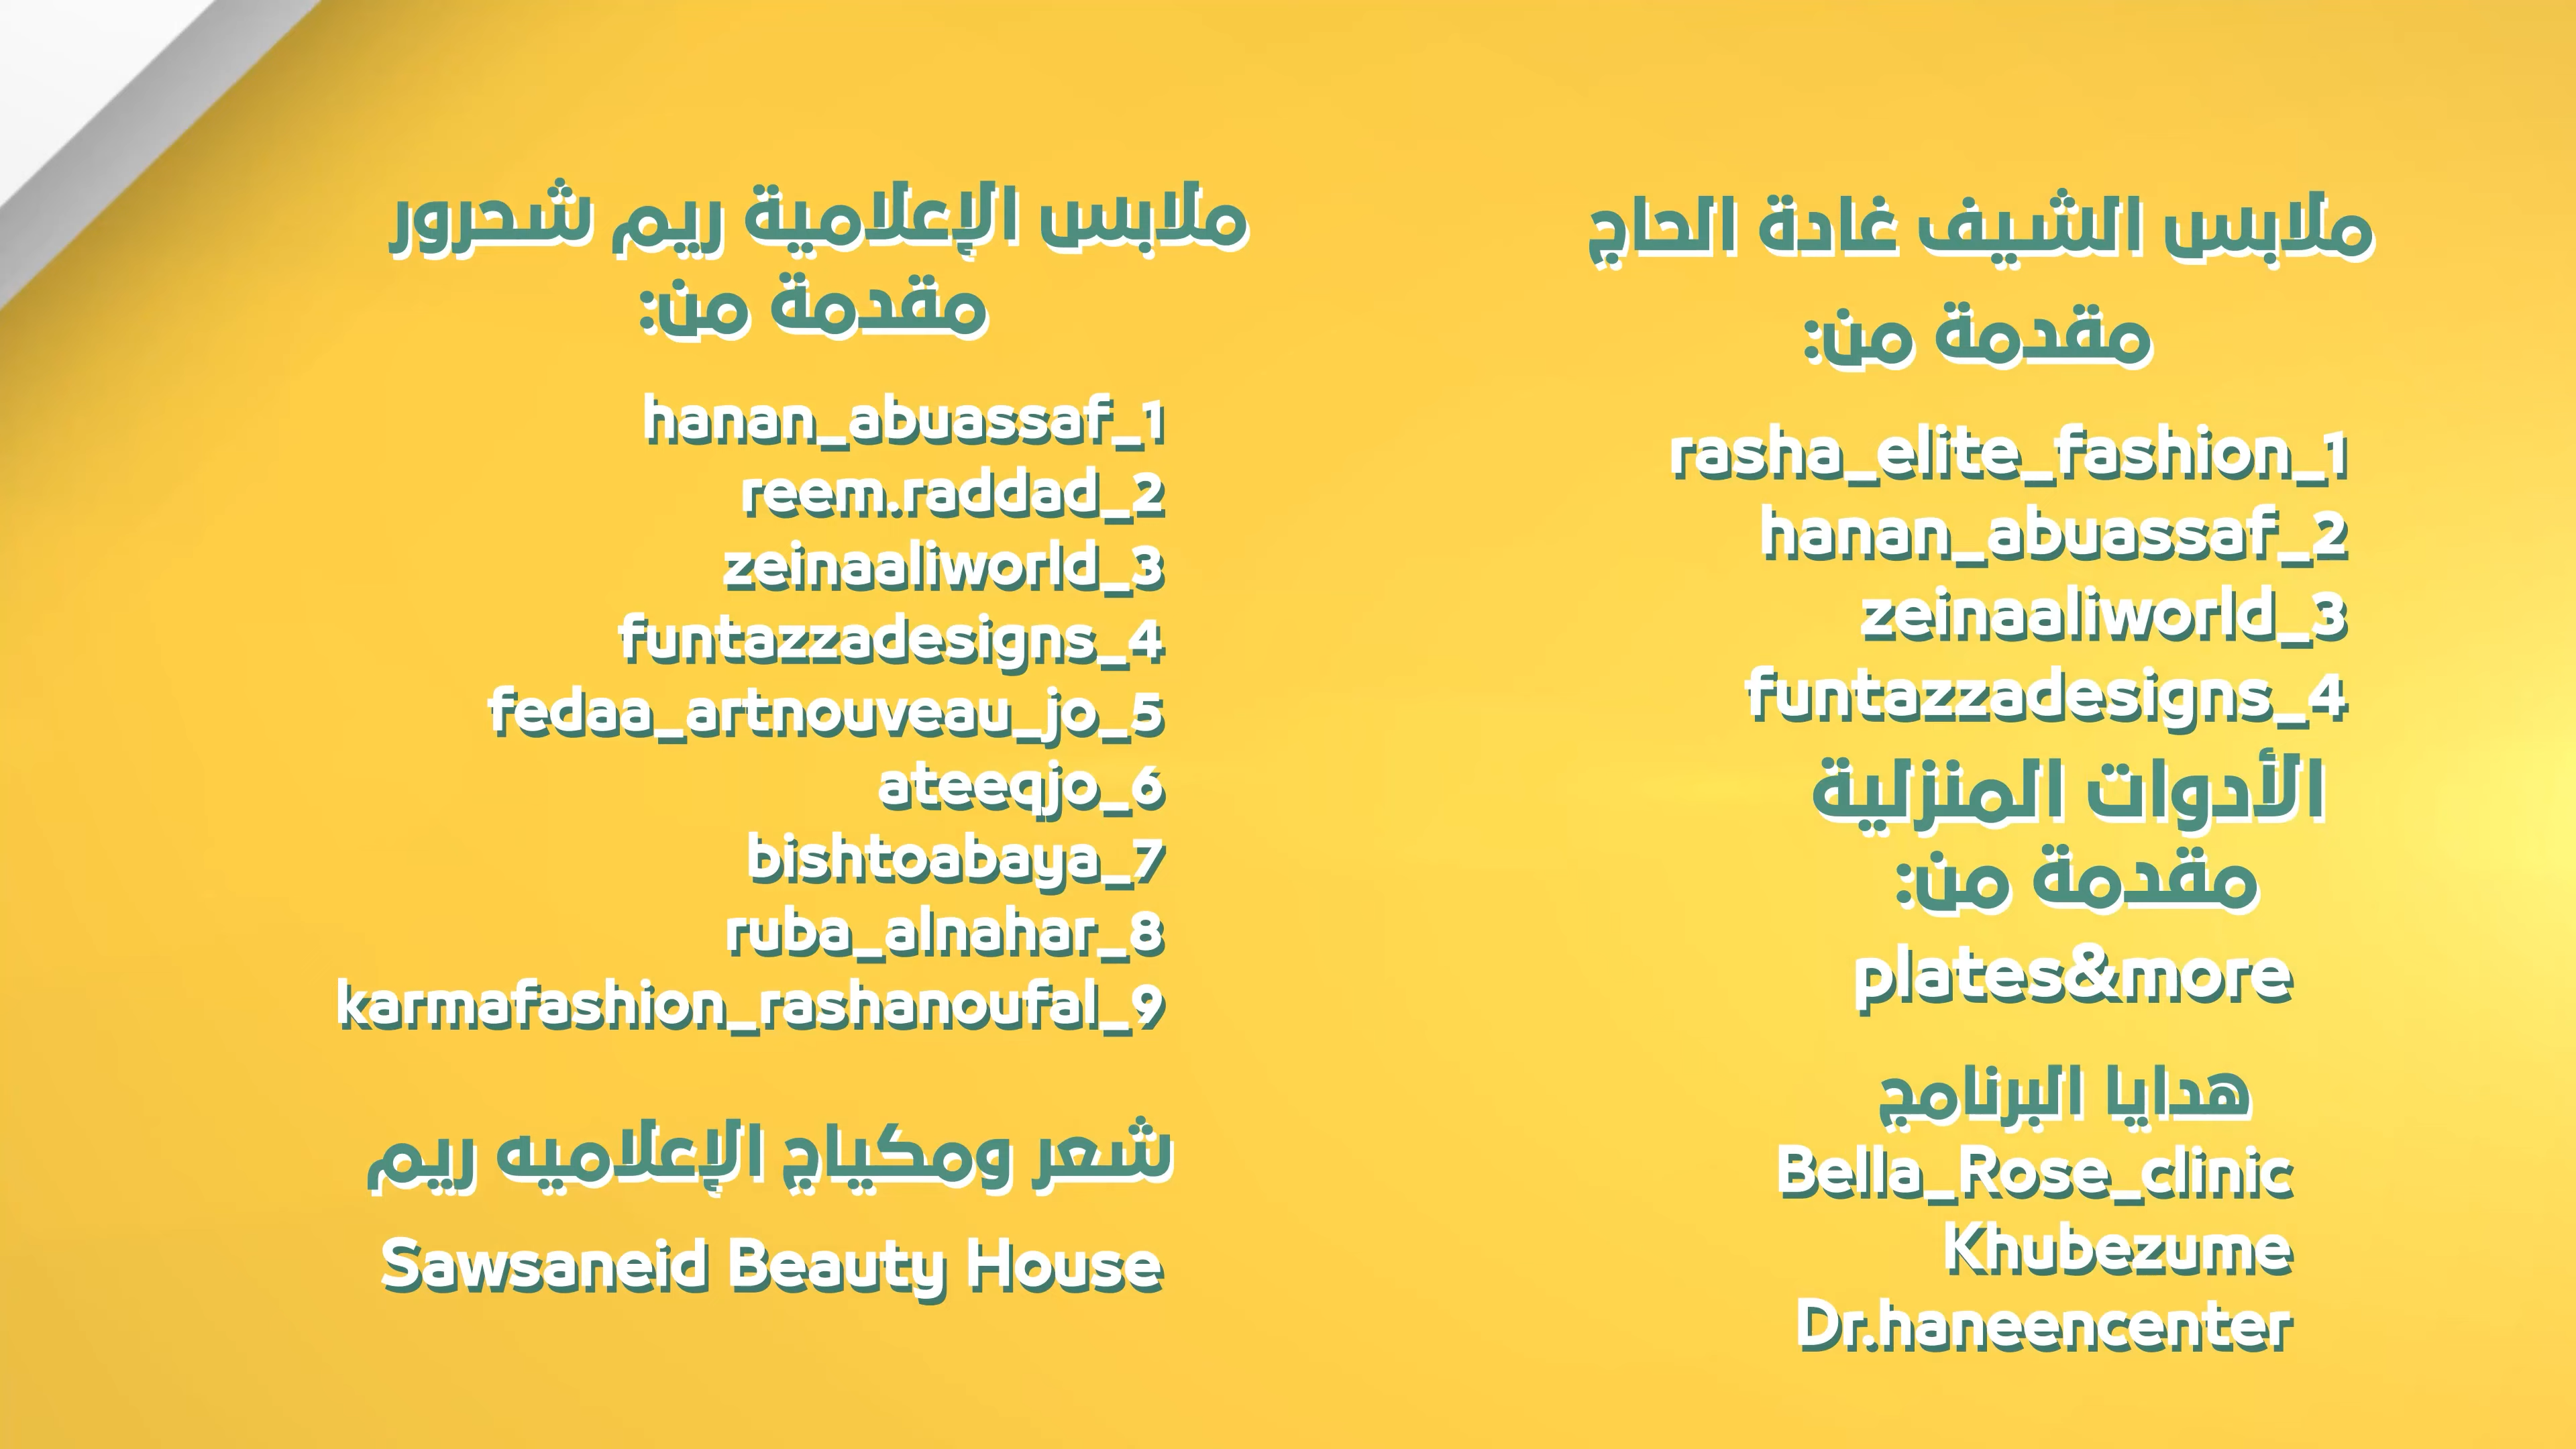 ملابس الشيف غادة الحاج
مقدمة من:
rasha_elite_fashion_1
hanan_abuassaf_2
zeinaaliworld_3
funtazzadesigns_4
الأدوات المنزلية
مقدمة من:
plates&more
هدايا البرنامج
Bella_Rose_clinic
Khubezume
Dr.haneencenter
ملابس الإعلامية ريم شحرور
مقدمة من:
hanan_abuassaf_1
reem.raddad_2
zeinaaliworld_3
funtazzadesigns_4
fedaa_artnouveau_jo_5
ateeqjo_6
bishtoabaya_7
ruba_alnahar_8
karmafashion_rashanoufal_9
شعر ومكياج الإعلاميه ريم
Sawsaneid Beauty House